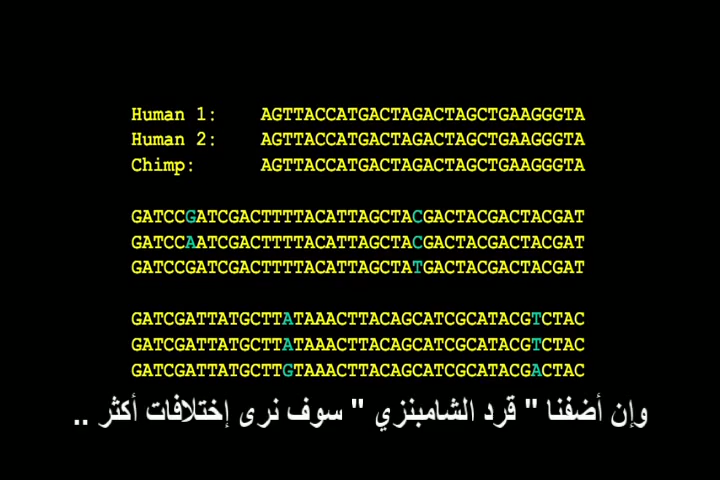 Human 1: AGTTACCATGACTAGACTAGCTGAAGGGTA
Human 2: AGTTACCATGACTAGACTAGCTGAAGGGTA
Chimp: AGTTACCATGACTAGACTAGCTGAAGGGTA
GATCCGATCGACTTTTACATTAGCTACGACTACGACTACGAT
GATCCAATCGACTTTTACATTAGCTACGACTACGACTACGAT
GATCCGATCGACTTTTACATTAGCTATGACTACGACTACGAT
GATCGATTATGCTTATAAACTTACAGCATCGCATACGTCTAC
GATCGATTATGCTTATAAACTTACAGCATCGCATACGTCTAC
GATCGATTATGCTTGTAAACTTACAGCATCGCATACGACTAC
وإن أضفنا " قرد الشامبنزي " سوف نرى إختلافات أكثر ..